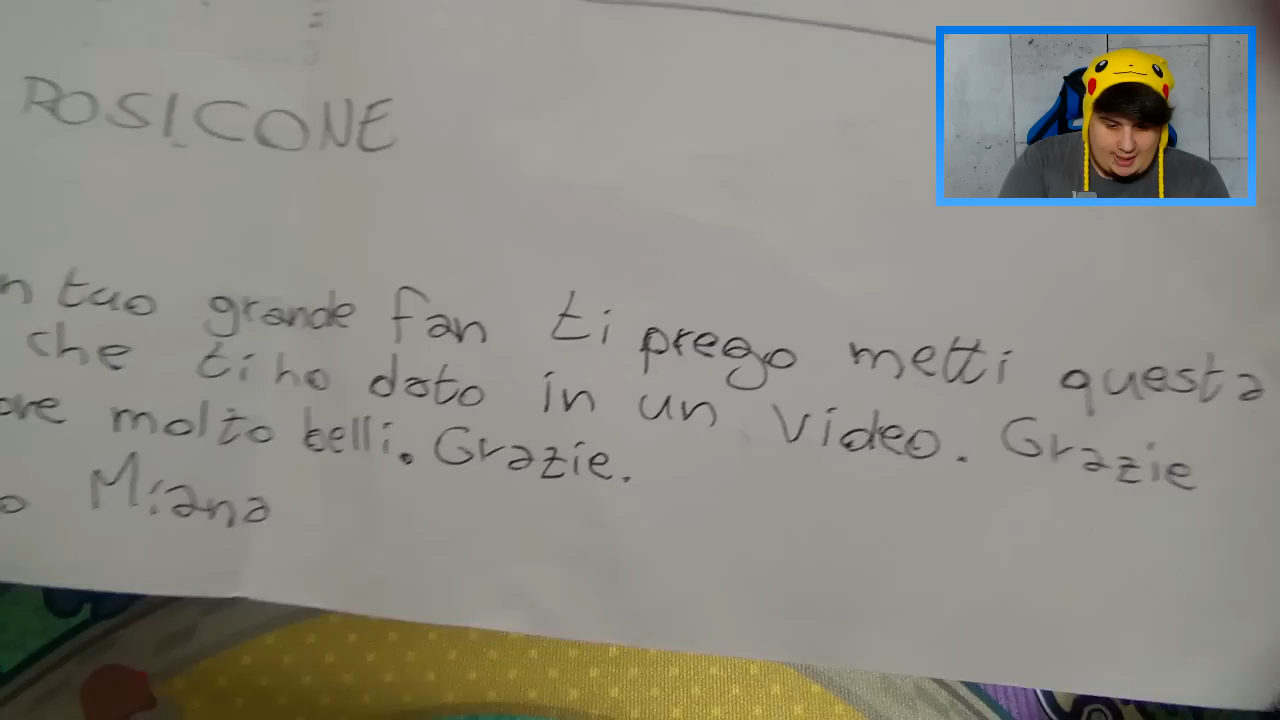 ROSICONE
n tuo grande fan ti prego metti questa
che ti ho dato in un video. Grazie
ore molto belli. Grazie.
o Miana